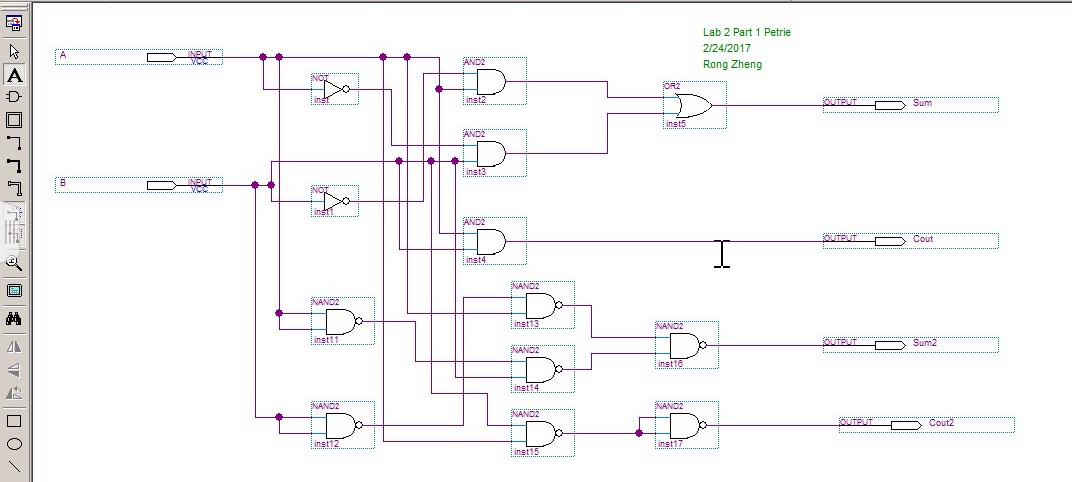 Lab 2 Part 1 Petrie
2/24/2017
Rong Zheng
A
INPUT
VCC
NOT
inst
AND2
inst2
OR2
inst5
OUTPUT
Sum
AND2
inst3
B
INPUT
VCC
NOT
inst1
AND2
inst4
OUTPUT
Cout
NAND2
inst13
NAND2
inst11
NAND2
inst14
NAND2
inst16
OUTPUT
Sum2
NAND2
inst12
NAND2
inst15
NAND2
inst17
OUTPUT
Cout2
A